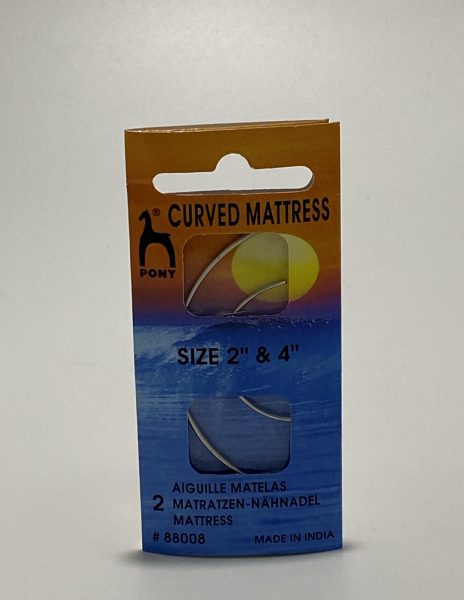 CURVED MATTRESS
®
PONY
SIZE 2" & 4"
2
AIGUILLE MATELAS
MATRATZEN-NÄHNADEL
MATTRESS
# 88008 MADE IN INDIA